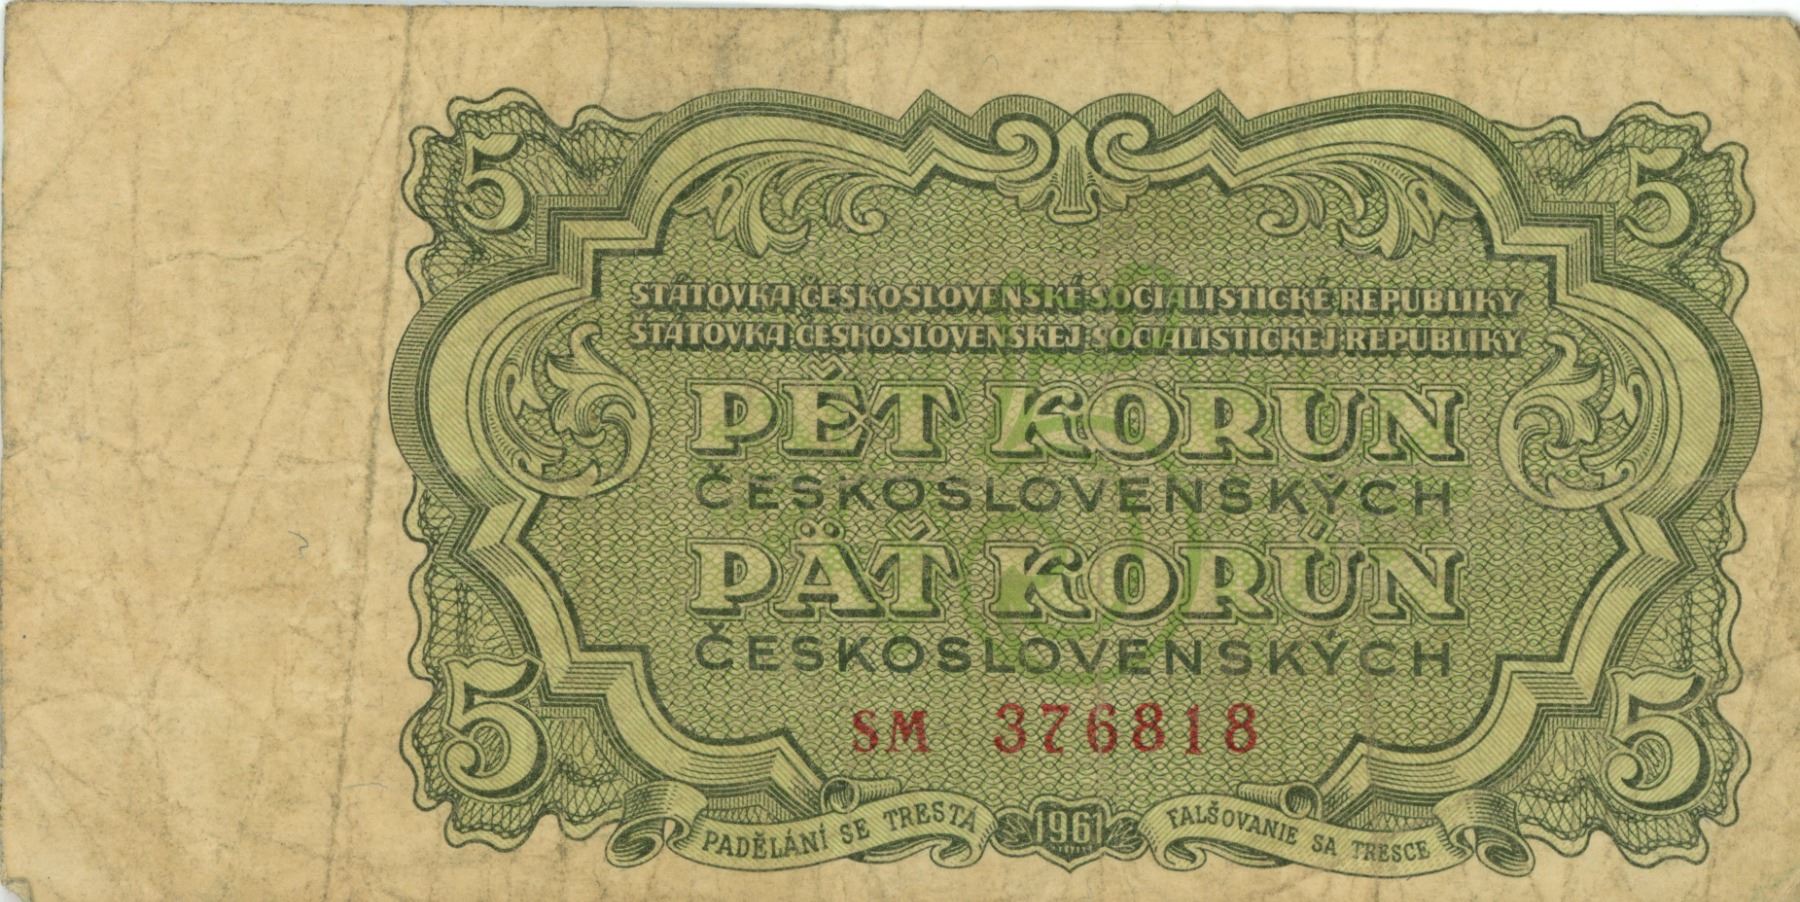 5 5
STÁTOVKA ČESKOSLOVENSKÉ SOCIALISTICKÉ REPUBLIKY
ŠTÁTOVKA ČESKOSLOVENSKEJ SOCIALISTICKEJ REPUBLIKY
PĚT KORUN
ČESKOSLOVENSKÝCH
PÄŤ KORÚN
ČESKOSLOVENSKÝCH
SM 376818
5 5
PADĚLÁNÍ SE TRESTÁ 1961 FALŠOVANIE SA TRESCE